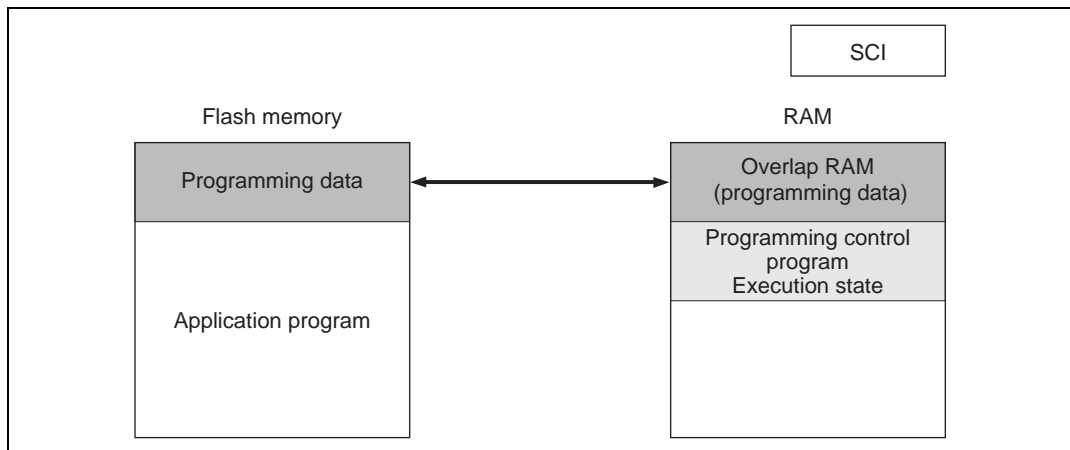 SCI
Flash memory
RAM
Programming data
Overlap RAM
(programming data)
Programming control
program
Execution state
Application program